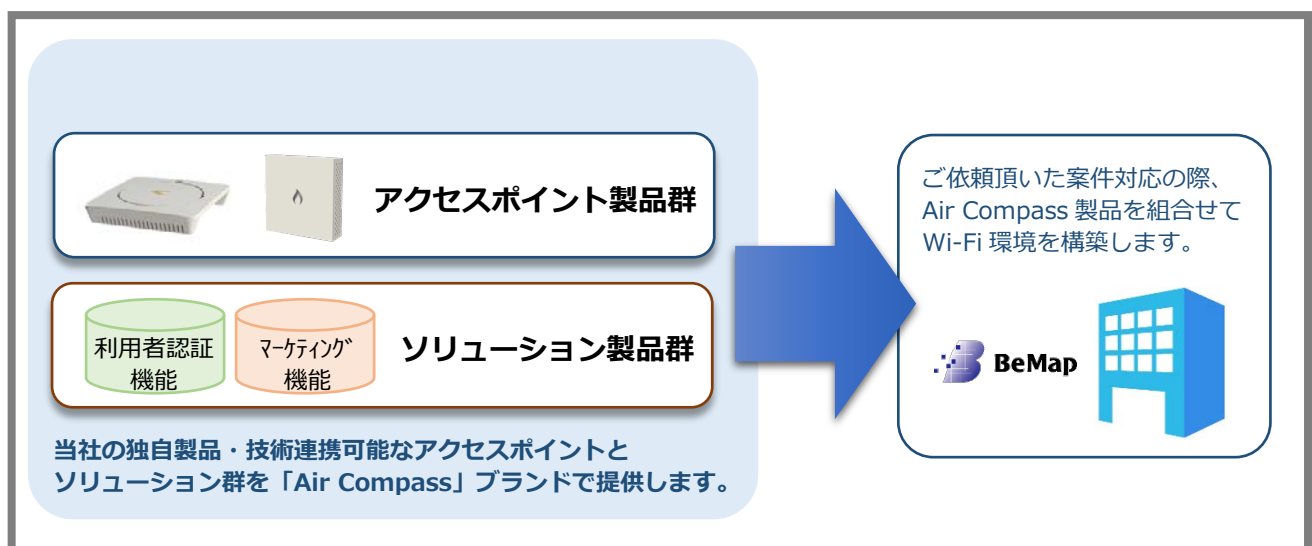 アクセスポイント製品群
利用者認証
機能
マーケティング
機能
ソリューション製品群
当社の独自製品・技術連携可能なアクセスポイントと
ソリューション群を「Air Compass」ブランドで提供します。
ご依頼頂いた案件対応の際、
Air Compass 製品を組合せて
Wi-Fi 環境を構築します。
BeMap